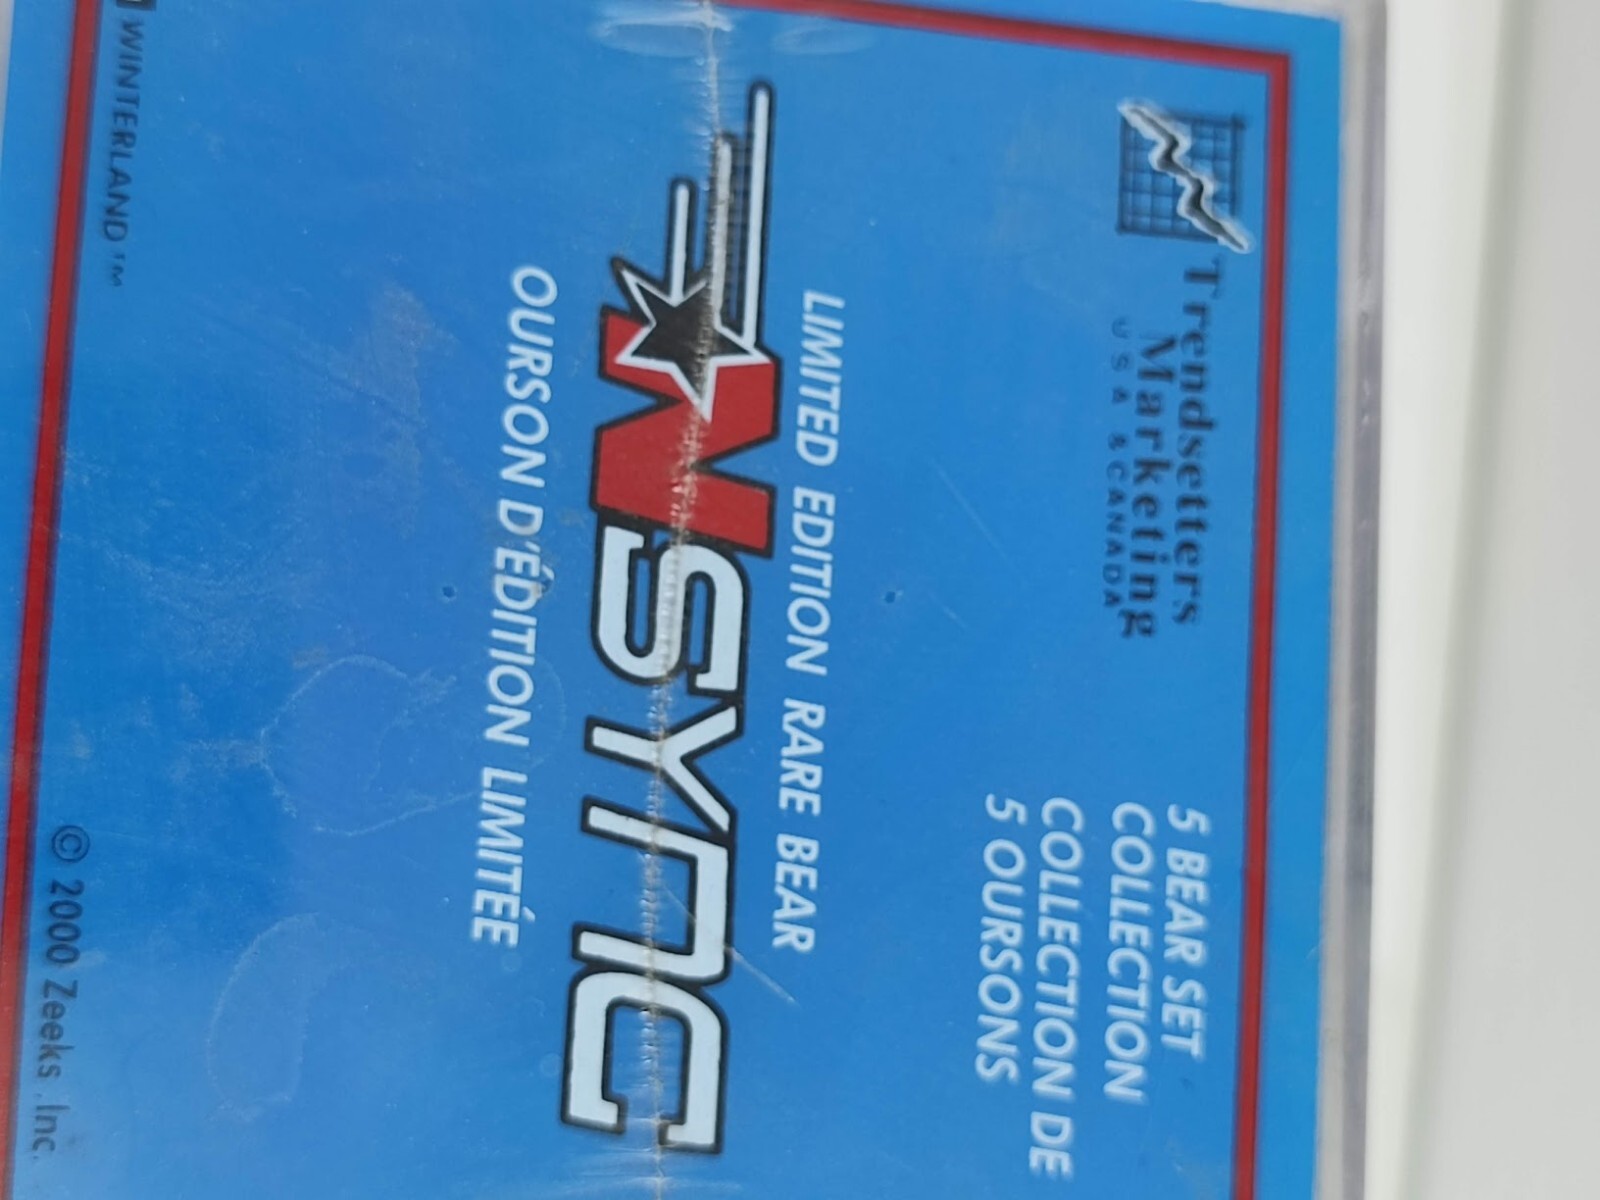 Trendsetters
Marketing
USA & CANADA
5 BEAR SET
COLLECTION
COLLECTION DE
5 OURSONS
LIMITED EDITION RARE BEAR
NSYNC
OURSON D'ÉDITION LIMITÉE
WINTERLAND™
© 2000 Zeeks Inc.